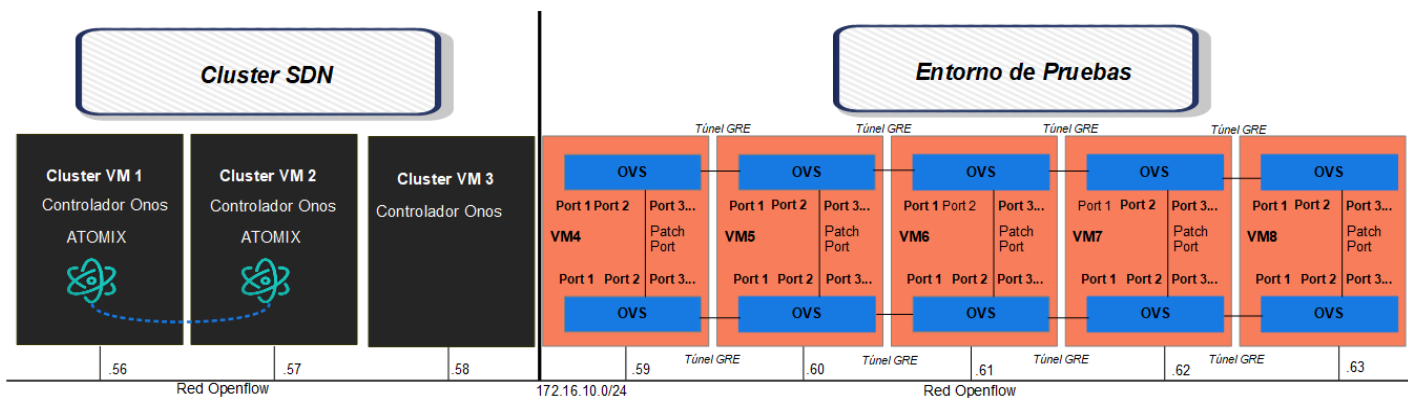 Cluster SDN
Entorno de Pruebas
Túnel GRE
Túnel GRE
Túnel GRE
Túnel GRE
Cluster VM 1
Controlador Onos
ATOMIX
Cluster VM 2
Controlador Onos
ATOMIX
Cluster VM 3
Controlador Onos
OVS
Port 1 Port 2
Port 3...
VM4
Patch
Port
Port 1 Port 2
Port 3...
OVS
OVS
Port 1 Port 2
Port 3...
VM5
Patch
Port
Port 1 Port 2
Port 3...
OVS
OVS
Port 1 Port 2
Port 3...
VM6
Patch
Port
Port 1 Port 2
Port 3...
OVS
OVS
Port 1 Port 2
Port 3...
VM7
Patch
Port
Port 1 Port 2
Port 3...
OVS
OVS
Port 1 Port 2
Port 3...
VM8
Patch
Port
Port 1 Port 2
Port 3...
OVS
Túnel GRE
Túnel GRE
Túnel GRE
Túnel GRE
.56
.57
.58
.59
.60
.61
.62
.63
Red Openflow
172.16.10.0/24
Red Openflow